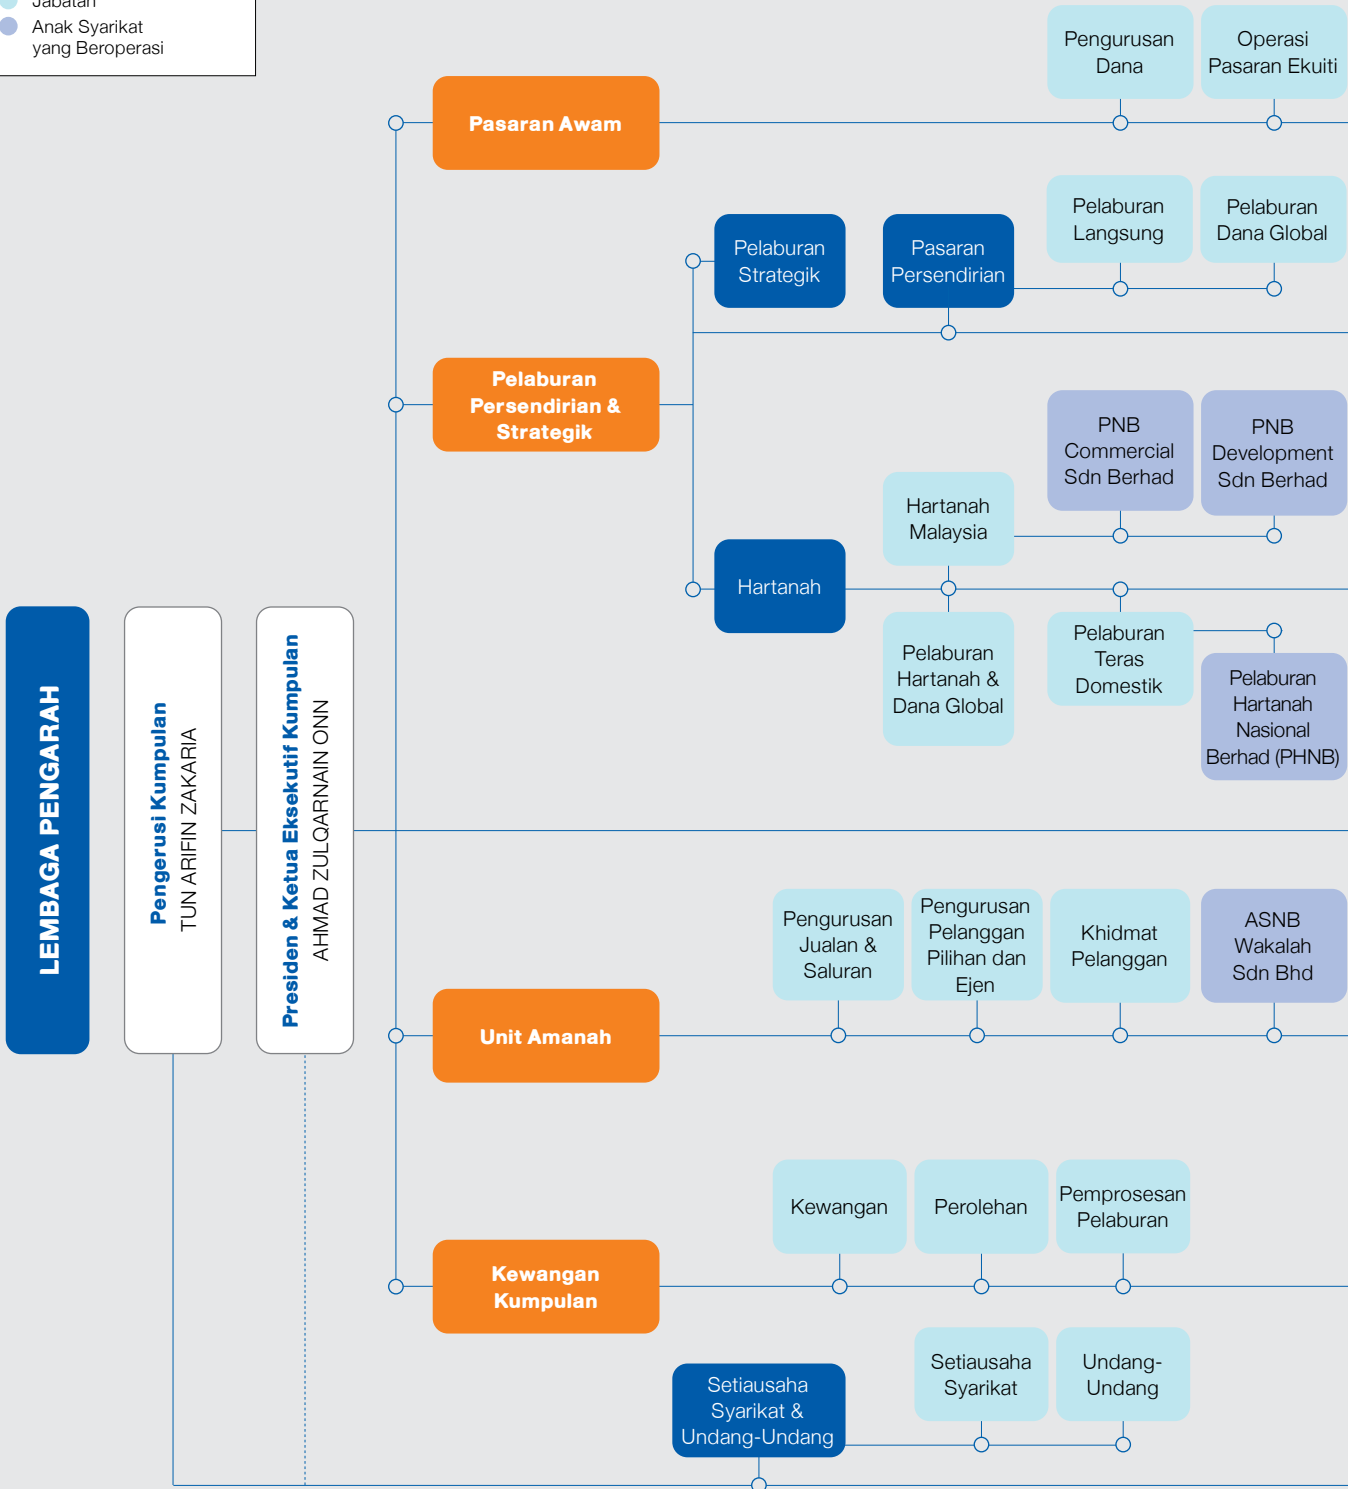 Jabatan
Anak Syarikat
yang Beroperasi
Pengurusan
Dana
Operasi
Pasaran Ekuiti
Pasaran Awam
Pelaburan
Langsung
Pelaburan
Dana Global
Pelaburan
Strategik
Pasaran
Persendirian
Pelaburan
Persendirian &
Strategik
PNB
Commercial
Sdn Berhad
PNB
Development
Sdn Berhad
Hartanah
Malaysia
Hartanah
Pelaburan
Hartanah &
Dana Global
Pelaburan
Teras
Domestik
Pelaburan
Hartanah
Nasional
Berhad (PHNB)
LEMBAGA PENGARAH
Pengerusi Kumpulan
TUN ARIFIN ZAKARIA
Presiden & Ketua Eksekutif Kumpulan
AHMAD ZULQARNAIN ONN
Pengurusan
Jualan &
Saluran
Pengurusan
Pelanggan
Pilihan dan
Ejen
Khidmat
Pelanggan
ASNB
Wakalah
Sdn Bhd
Unit Amanah
Kewangan
Perolehan
Pemprosesan
Pelaburan
Kewangan
Kumpulan
Setiausaha
Syarikat &
Undang-Undang
Setiausaha
Syarikat
Undang-
Undang